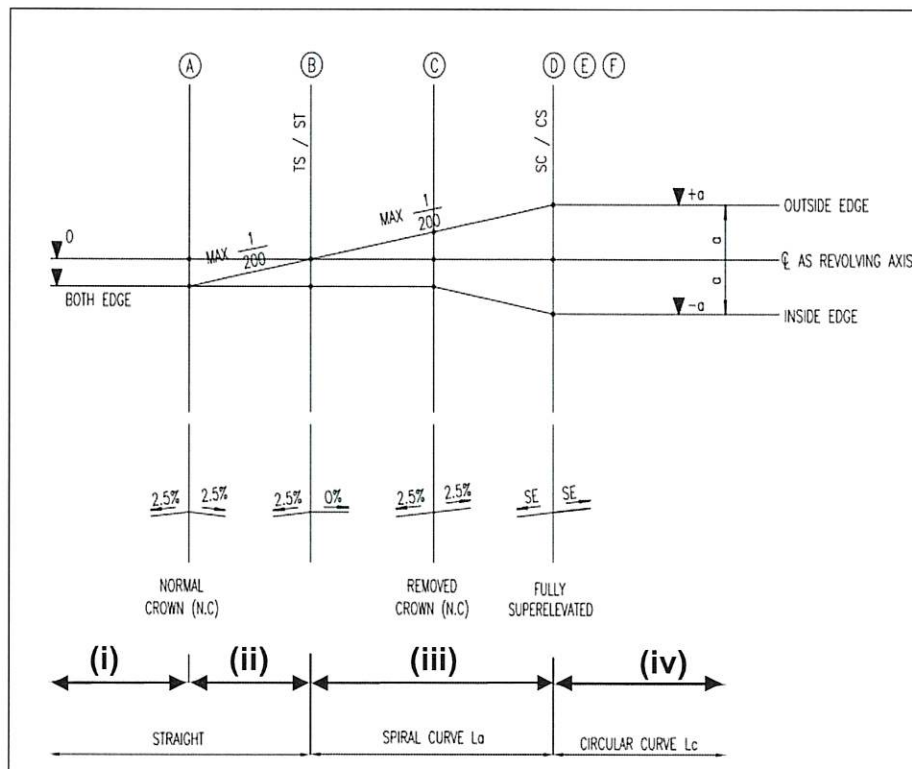 A B C D E F
TS / ST
SC / CS
0
MAX 1/200
MAX 1/200
+a
OUTSIDE EDGE
a
℄ AS REVOLVING AXIS
BOTH EDGE
a
-a
INSIDE EDGE
2.5% 2.5%
2.5% 0%
2.5% 2.5%
SE SE
NORMAL
CROWN (N.C)
REMOVED
CROWN (N.C)
FULLY
SUPERELEVATED
(i) (ii) (iii) (iv)
STRAIGHT
SPIRAL CURVE La
CIRCULAR CURVE Lc